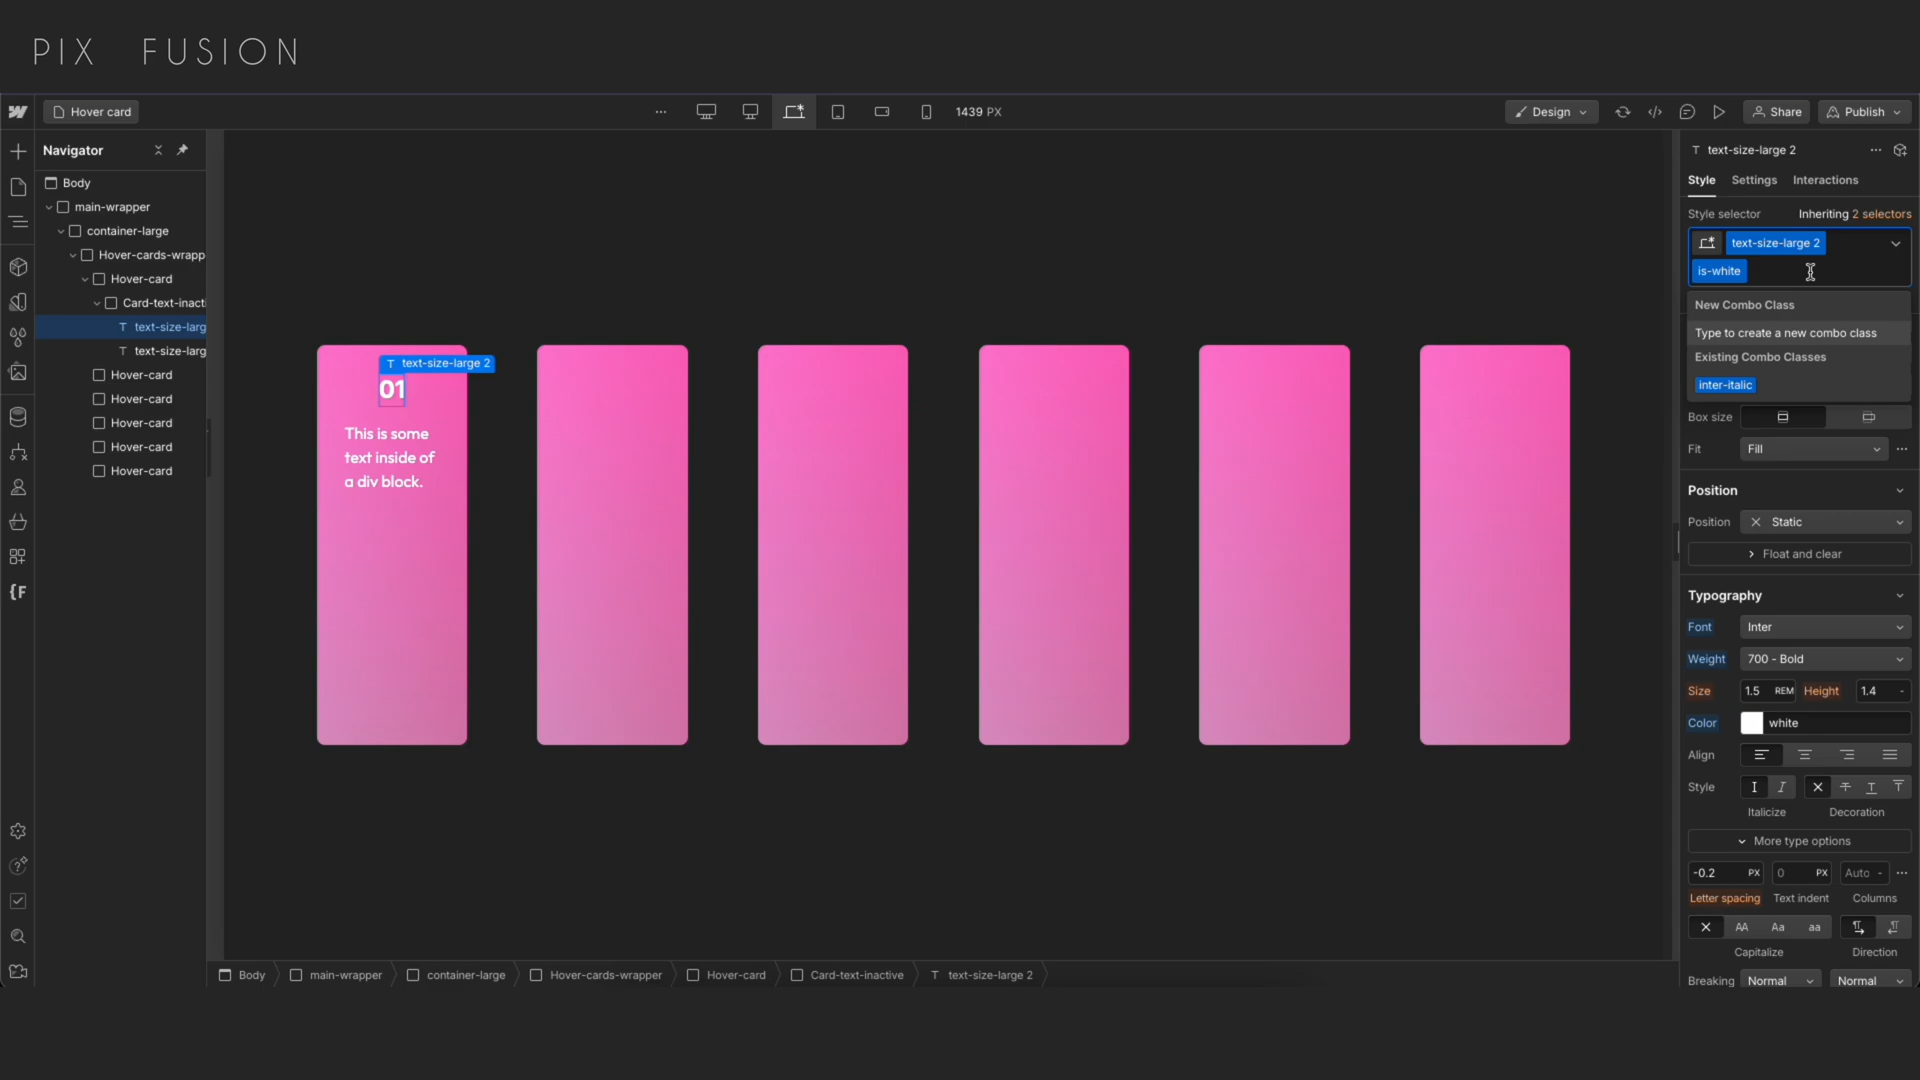 PIX FUSION
Hover card
1439 PX
Design
Share
Publish
Navigator
Body
main-wrapper
container-large
Hover-cards-wrapp
Hover-card
Card-text-inacti
text-size-larg
text-size-larg
Hover-card
Hover-card
Hover-card
Hover-card
Hover-card
text-size-large 2
01
This is some
text inside of
a div block.
text-size-large 2
Style Settings Interactions
Style selector Inheriting 2 selectors
text-size-large 2
is-white
New Combo Class
Type to create a new combo class
Existing Combo Classes
inter-italic
Box size
Fit Fill
Position
Position Static
Float and clear
Typography
Font Inter
Weight 700 - Bold
Size 1.5 REM Height 1.4 -
Color white
Align
Style
Italicize Decoration
More type options
-0.2 PX 0 PX Auto -
Letter spacing Text indent Columns
AA Aa aa
Capitalize Direction
Breaking Normal Normal
Body main-wrapper container-large Hover-cards-wrapper Hover-card Card-text-inactive text-size-large 2